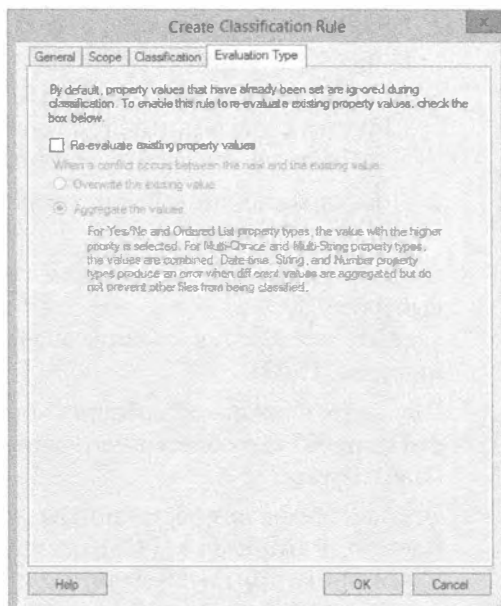 Create Classification Rule
x
General Scope Classification Evaluation Type
By default, property values that have already been set are ignored during
classification. To enable this rule to re-evaluate existing property values, check the
box below.
Re-evaluate existing property values
When a conflict occurs between the new and the existing value:
Overwrite the existing value
Aggregate the values
For Yes/No and Ordered List property types, the value with the higher
priority is selected. For Multi-Choice and Multi-String property types,
the values are combined. Date-time, String, and Number property
types produce an error when different values are aggregated but do
not prevent other files from being classified.
Help OK Cancel